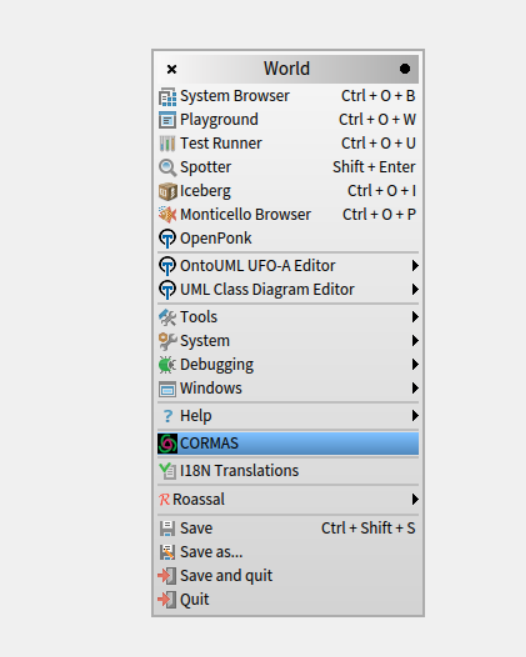 World
System Browser Ctrl + O + B
Playground Ctrl + O + W
Test Runner Ctrl + O + U
Spotter Shift + Enter
Iceberg Ctrl + O + I
Monticello Browser Ctrl + O + P
OpenPonk
OntoUML UFO-A Editor
UML Class Diagram Editor
Tools
System
Debugging
Windows
? Help
CORMAS
I18N Translations
R Roassal
Save Ctrl + Shift + S
Save as...
Save and quit
Quit